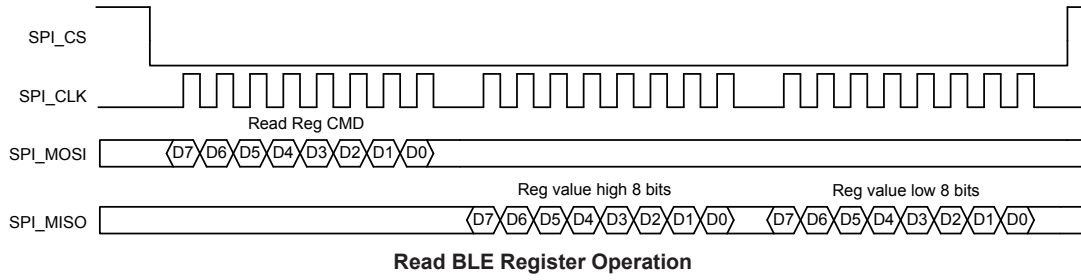 SPI_CS
SPI_CLK
Read Reg CMD
SPI_MOSI D7 D6 D5 D4 D3 D2 D1 D0
Reg value high 8 bits Reg value low 8 bits
SPI_MISO D7 D6 D5 D4 D3 D2 D1 D0 D7 D6 D5 D4 D3 D2 D1 D0
Read BLE Register Operation